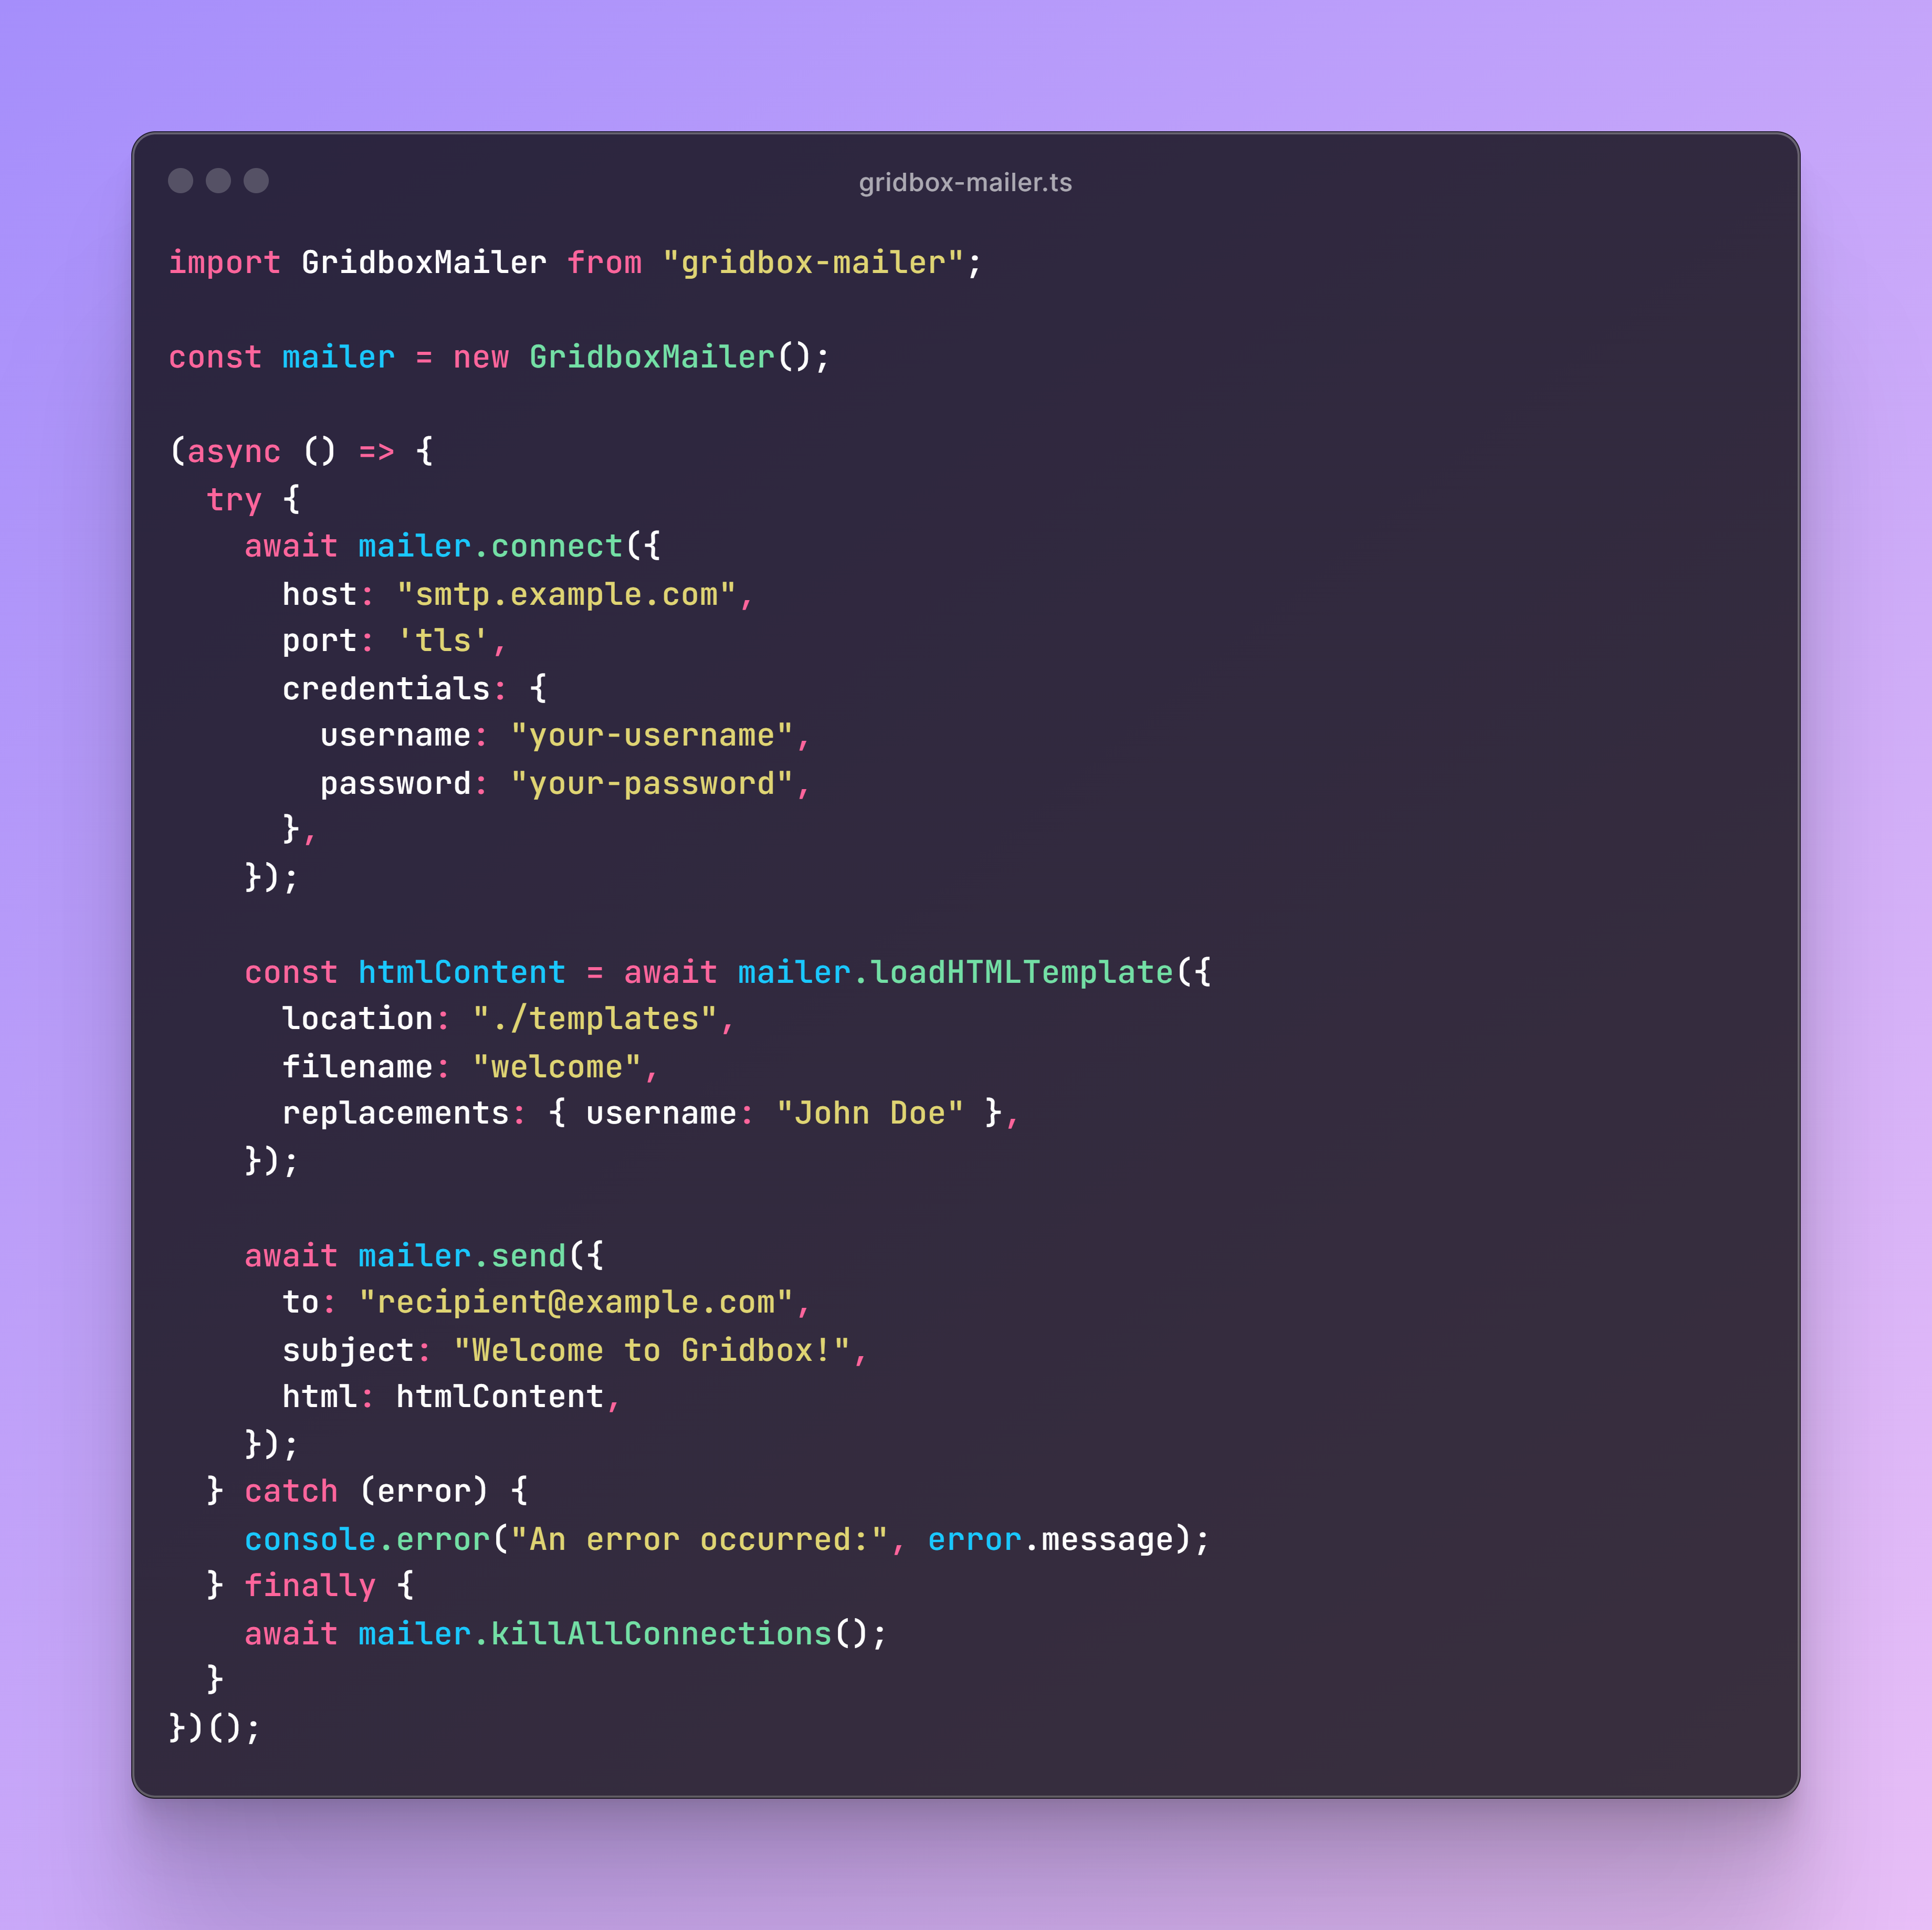 gridbox-mailer.ts
import GridboxMailer from "gridbox-mailer";
const mailer = new GridboxMailer();
(async () => {
  try {
    await mailer.connect({
      host: "smtp.example.com",
      port: 'tls',
      credentials: {
        username: "your-username",
        password: "your-password",
      },
    });
    const htmlContent = await mailer.loadHTMLTemplate({
      location: "./templates",
      filename: "welcome",
      replacements: { username: "John Doe" },
    });
    await mailer.send({
      to: "recipient@example.com",
      subject: "Welcome to Gridbox!",
      html: htmlContent,
    });
  } catch (error) {
    console.error("An error occurred:", error.message);
  } finally {
    await mailer.killAllConnections();
  }
})();